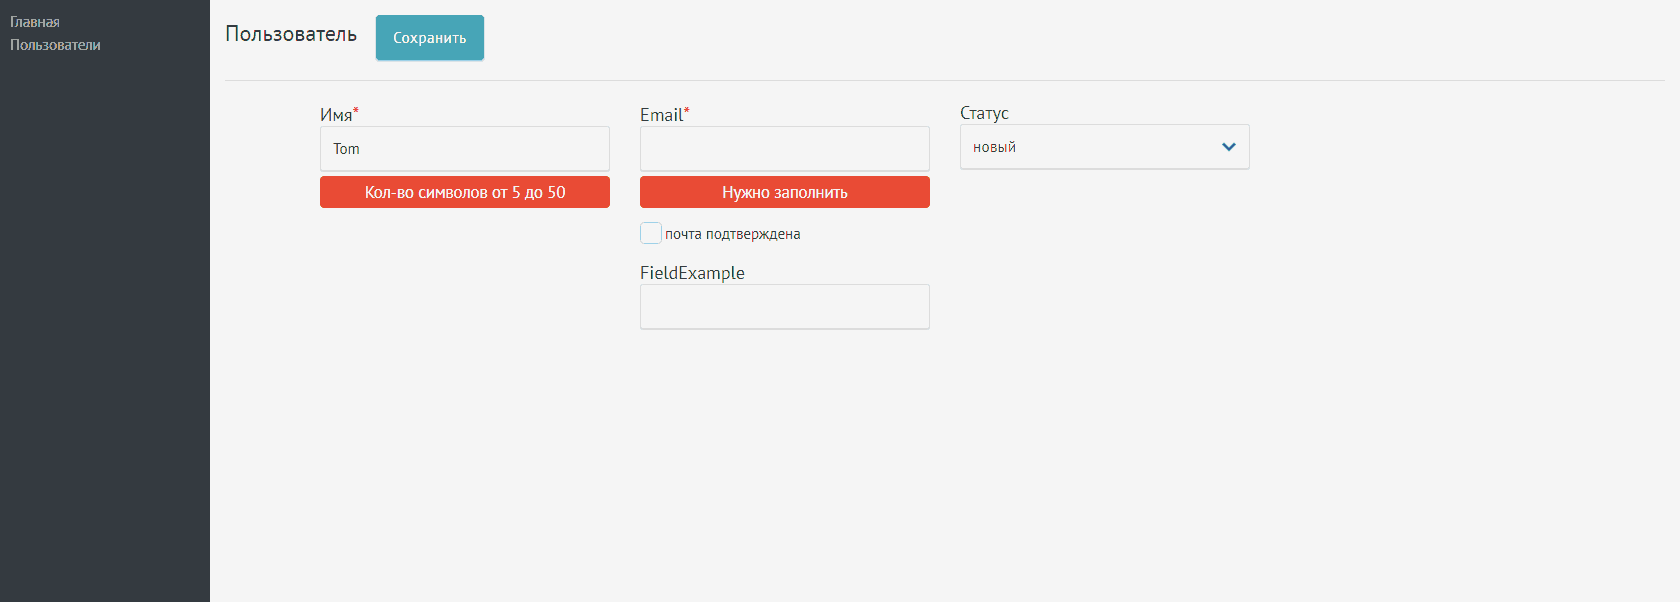 Главная
Пользователи
Пользователь
Сохранить
Имя*
Tom
Кол-во символов от 5 до 50
Email*
Нужно заполнить
почта подтверждена
FieldExample
Статус
новый